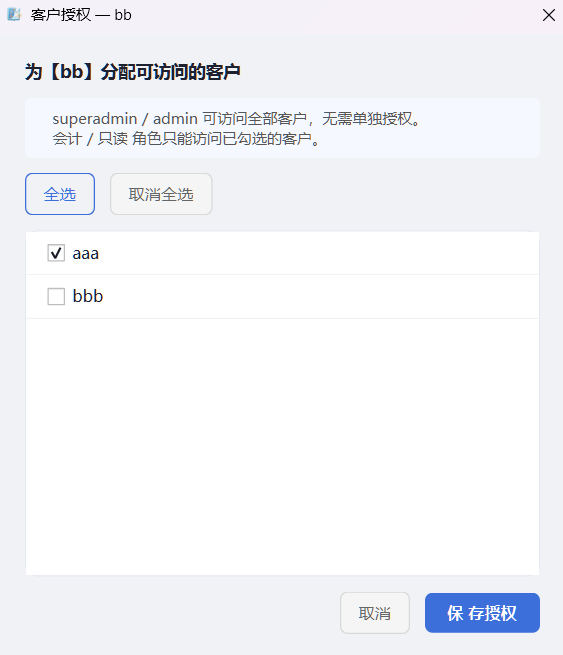 客户授权 — bb
为【bb】分配可访问的客户
superadmin / admin 可访问全部客户，无需单独授权。
会计 / 只读 角色只能访问已勾选的客户。
全选 取消全选
aaa
bbb
取消 保 存授权